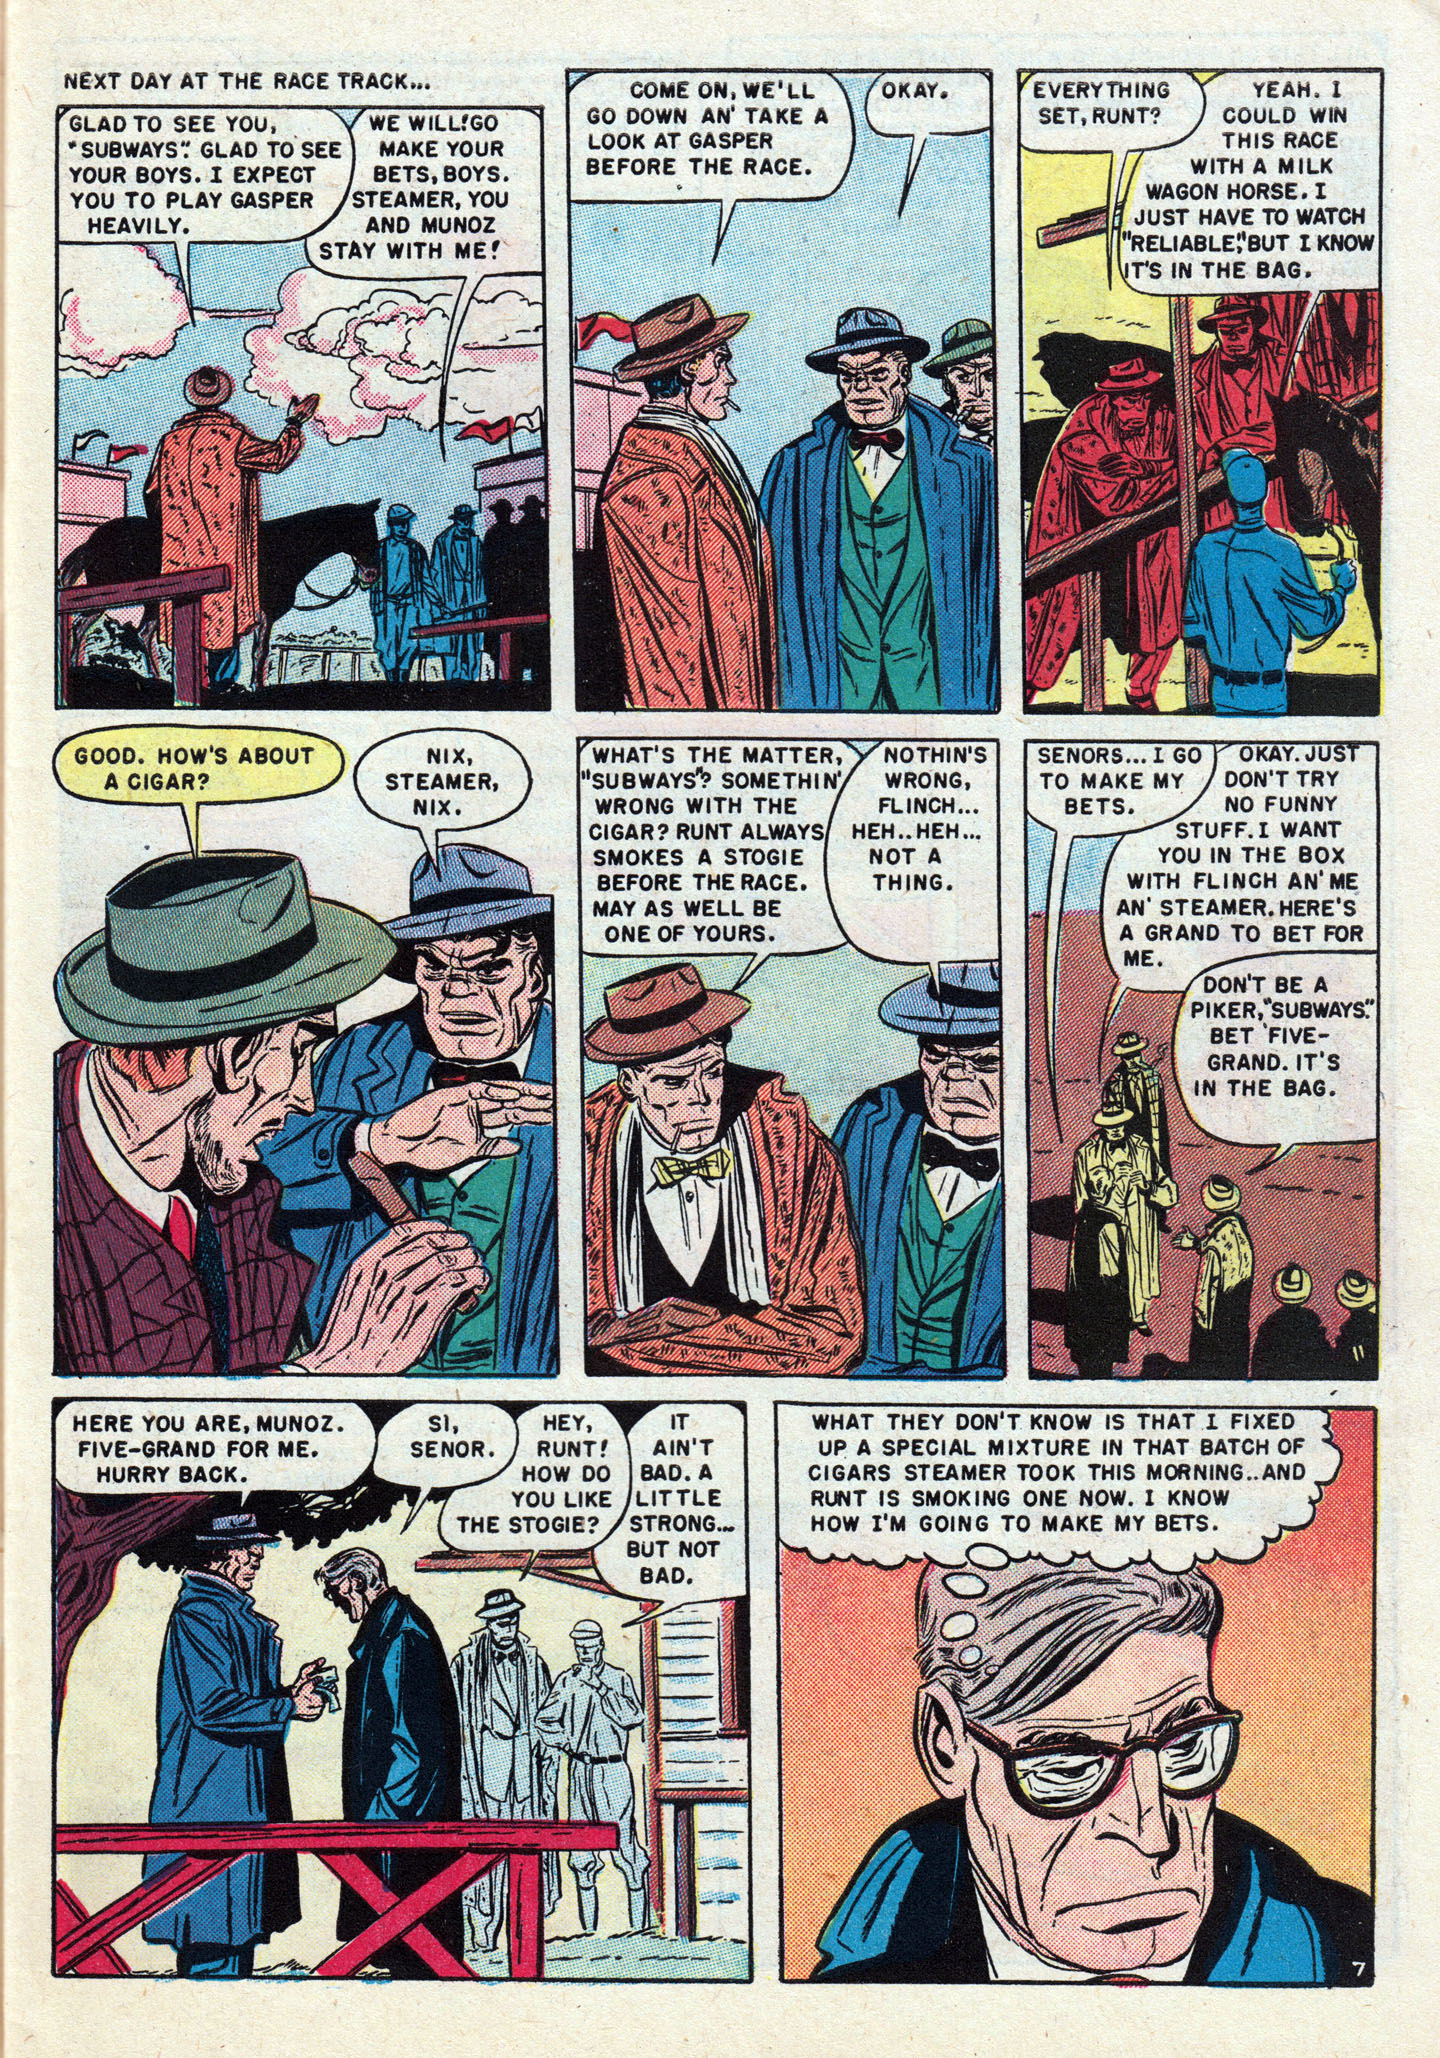 NEXT DAY AT THE RACE TRACK...
GLAD TO SEE YOU,
"SUBWAYS". GLAD TO SEE
YOUR BOYS. I EXPECT
YOU TO PLAY GASPER
HEAVILY.
WE WILL! GO
MAKE YOUR
BETS, BOYS.
STEAMER, YOU
AND MUNOZ
STAY WITH ME!
COME ON, WE'LL
GO DOWN AN' TAKE A
LOOK AT GASPER
BEFORE THE RACE.
OKAY.
EVERYTHING
SET, RUNT?
YEAH. I
COULD WIN
THIS RACE
WITH A MILK
WAGON HORSE. I
JUST HAVE TO WATCH
"RELIABLE," BUT I KNOW
IT'S IN THE BAG.
GOOD. HOW'S ABOUT
A CIGAR?
NIX,
STEAMER,
NIX.
WHAT'S THE MATTER,
"SUBWAYS"? SOMETHIN'
WRONG WITH THE
CIGAR? RUNT ALWAYS
SMOKES A STOGIE
BEFORE THE RACE.
MAY AS WELL BE
ONE OF YOURS.
NOTHIN'S
WRONG,
FLINCH...
HEH..HEH...
NOT A
THING.
SENORS... I GO
TO MAKE MY
BETS.
OKAY. JUST
DON'T TRY
NO FUNNY
STUFF. I WANT
YOU IN THE BOX
WITH FLINCH AN' ME
AN' STEAMER. HERE'S
A GRAND TO BET FOR
ME.
DON'T BE A
PIKER, "SUBWAYS".
BET 'FIVE-
GRAND. IT'S
IN THE BAG.
11
HERE YOU ARE, MUNOZ.
FIVE-GRAND FOR ME.
HURRY BACK.
SI,
SENOR.
HEY,
RUNT!
HOW DO
YOU LIKE
THE STOGIE?
IT
AIN'T
BAD. A
LITTLE
STRONG...
BUT NOT
BAD.
WHAT THEY DON'T KNOW IS THAT I FIXED
UP A SPECIAL MIXTURE IN THAT BATCH OF
CIGARS STEAMER TOOK THIS MORNING..AND
RUNT IS SMOKING ONE NOW. I KNOW
HOW I'M GOING TO MAKE MY BETS.
7